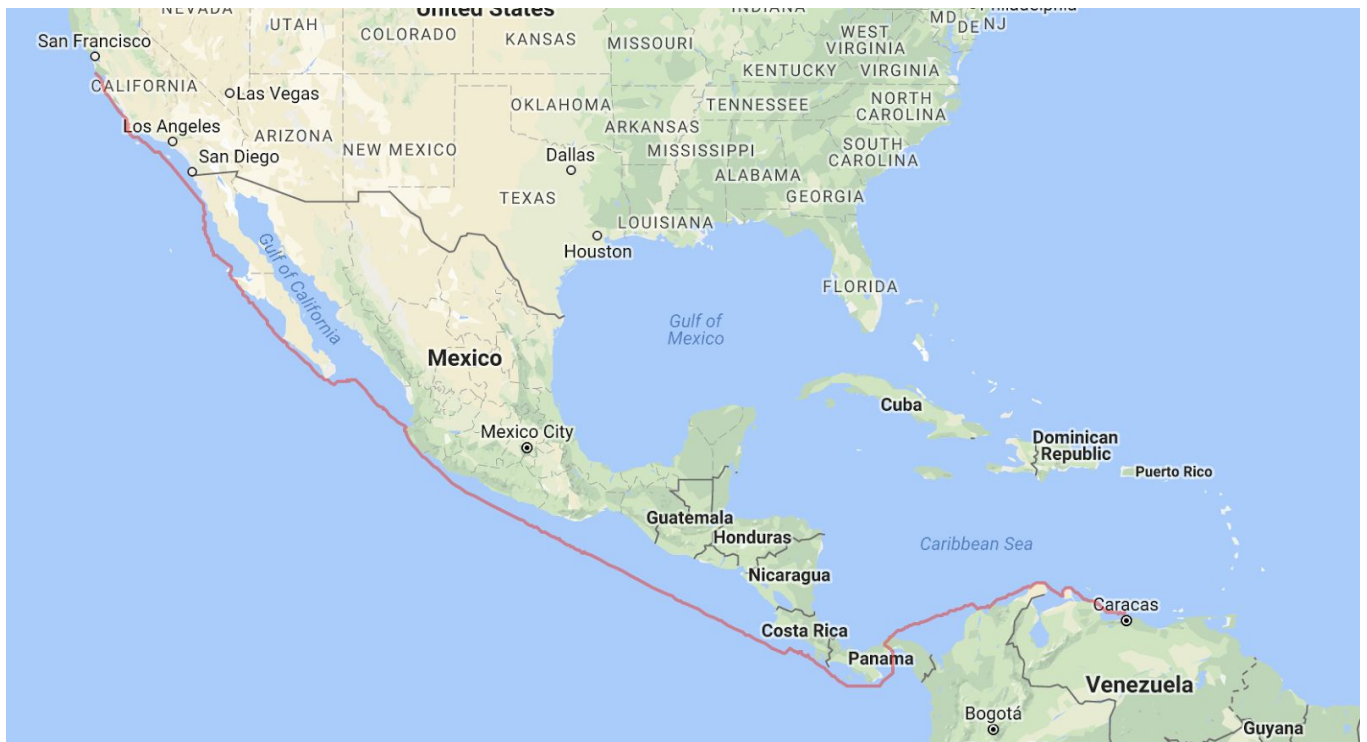 NEVADA
United States
INDIANA
Philadelphia
San Francisco
UTAH
COLORADO
KANSAS
MISSOURI
WEST
VIRGINIA
MD
DE
NJ
CALIFORNIA
Las Vegas
KENTUCKY
VIRGINIA
OKLAHOMA
TENNESSEE
NORTH
CAROLINA
Los Angeles
ARIZONA
NEW MEXICO
ARKANSAS
MISSISSIPPI
SOUTH
CAROLINA
San Diego
Dallas
ALABAMA
TEXAS
GEORGIA
LOUISIANA
Houston
Gulf of California
FLORIDA
Gulf of
Mexico
Mexico
Cuba
Mexico City
Dominican
Republic
Puerto Rico
Guatemala
Honduras
Caribbean Sea
Nicaragua
Caracas
Costa Rica
Panama
Venezuela
Bogotá
Guyana